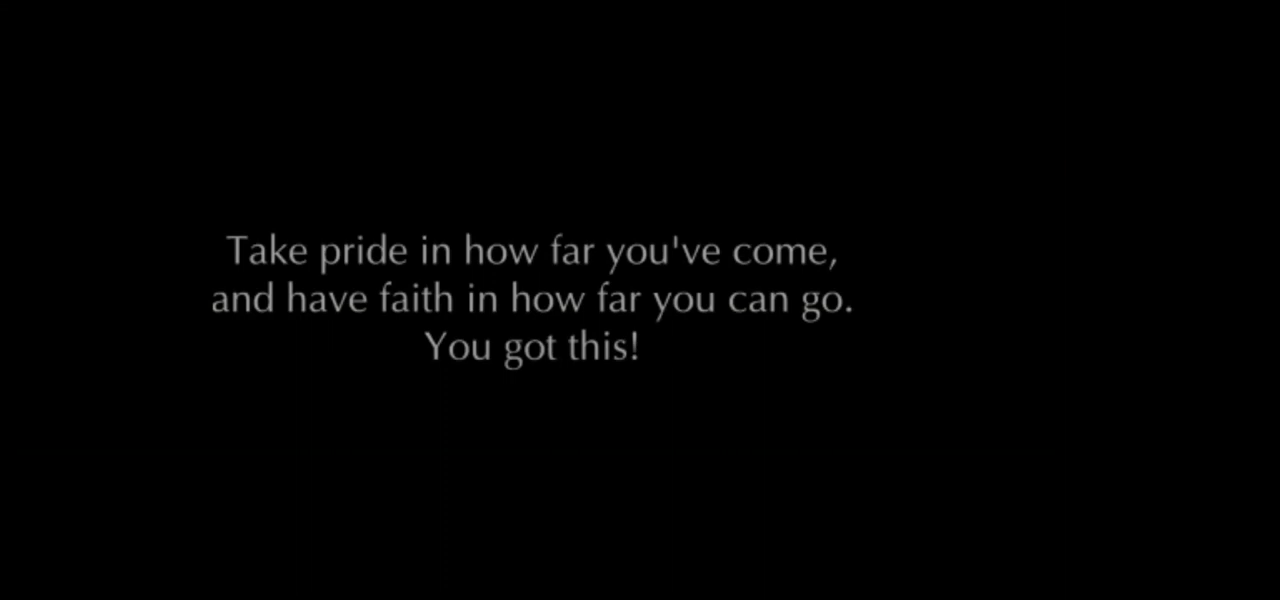 Take pride in how far you've come,
and have faith in how far you can go.
You got this!